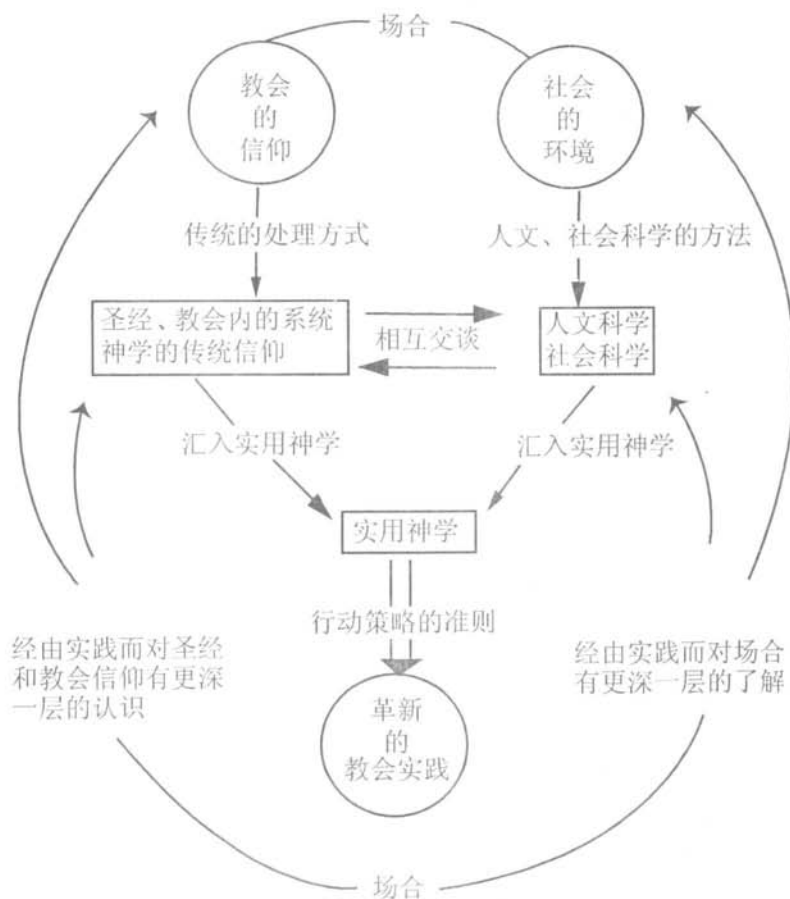 场合
教会
的
信仰
社会
的
环境
传统的处理方式
人文、社会科学的方法
圣经、教会内的系统
神学的传统信仰
相互交谈
人文科学
社会科学
汇入实用神学
汇入实用神学
实用神学
行动策略的准则
经由实践而对圣经
和教会信仰有更深
一层的认识
经由实践而对场合
有更深一层的了解
革新
的
教会实践
场合